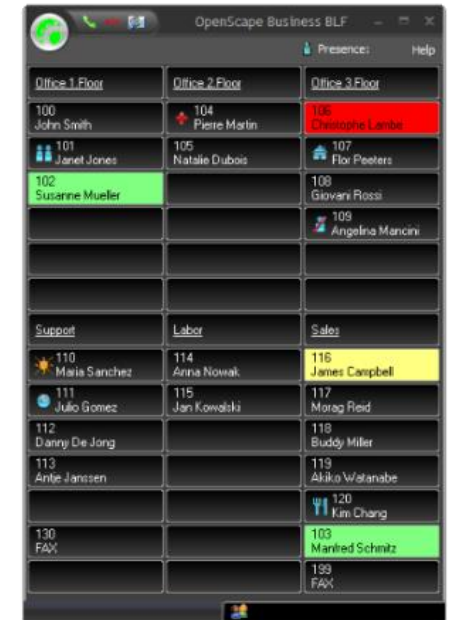 OpenScape Business BLF
Presence:
Help
Office 1.Floor
Office 2.Floor
Office 3.Floor
100
John Smith
104
Pierre Martin
106
Christophe Lambe
101
Janet Jones
105
Natalie Dubois
107
Flor Peeters
102
Susanne Mueller
108
Giovani Rossi
109
Angelina Mancini
Support
Labor
Sales
110
Maria Sanchez
114
Anna Nowak
116
James Campbell
111
Julio Gomez
115
Jan Kowalski
117
Morag Reid
112
Danny De Jong
118
Buddy Miller
113
Antje Janssen
119
Akiko Watanabe
120
Kim Chang
130
FAX
103
Manfred Schmitz
199
FAX